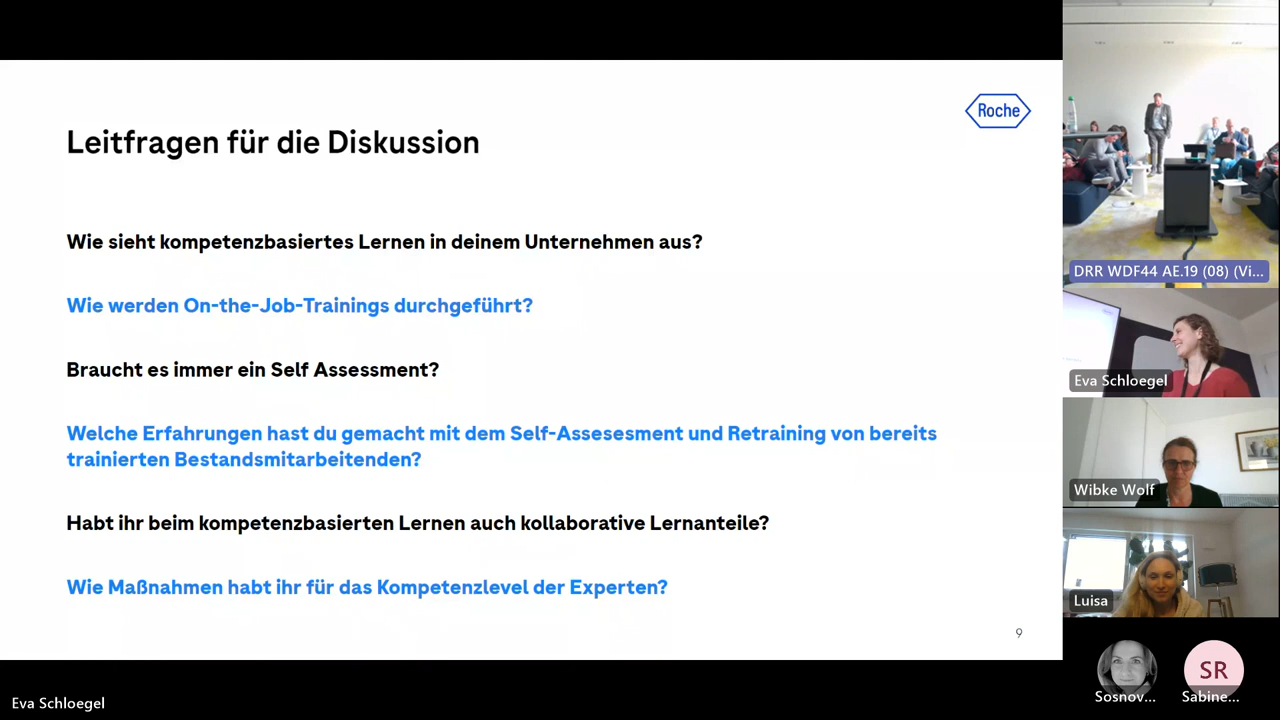 Roche
Leitfragen für die Diskussion
Wie sieht kompetenzbasiertes Lernen in deinem Unternehmen aus?
Wie werden On-the-Job-Trainings durchgeführt?
Braucht es immer ein Self Assessment?
Welche Erfahrungen hast du gemacht mit dem Self-Assesesment und Retraining von bereits
trainierten Bestandsmitarbeitenden?
Habt ihr beim kompetenzbasierten Lernen auch kollaborative Lernanteile?
Wie Maßnahmen habt ihr für das Kompetenzlevel der Experten?
9
Eva Schloegel
DRR WDF44 AE.19 (08) (Vi...
Eva Schloegel
Wibke Wolf
Luisa
Sosnov...
SR
Sabine...